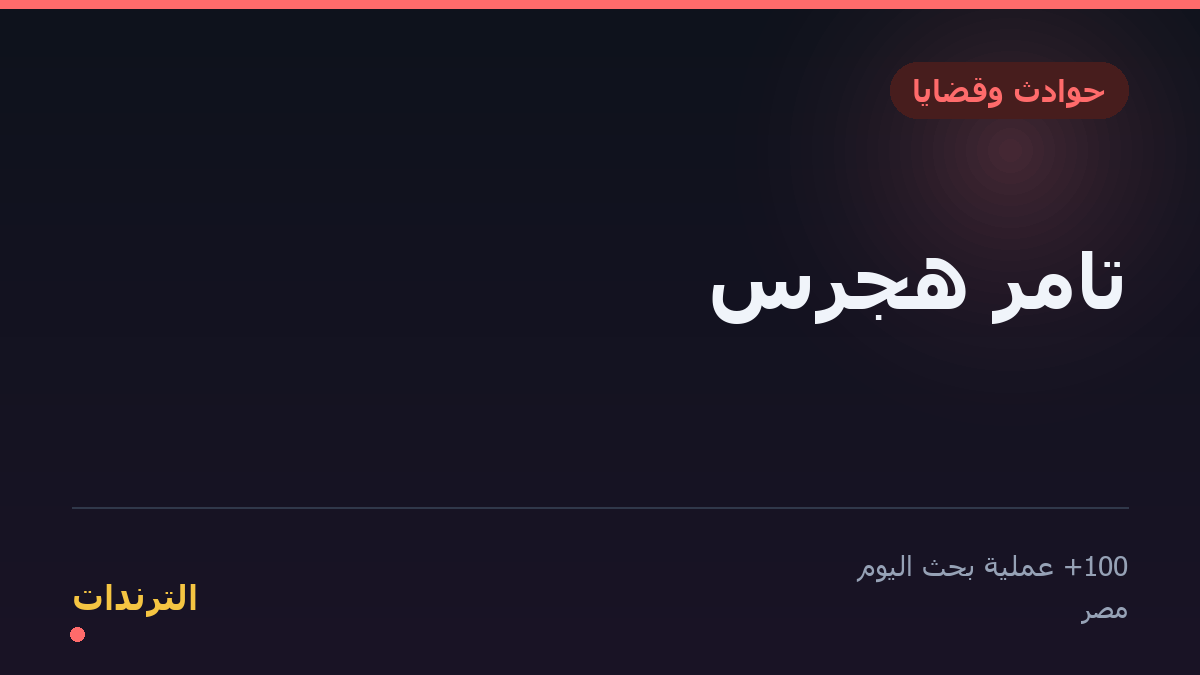 حوادث وقضايا
تامر هجرس
100+ عملية بحث اليوم
مصر
الترندات